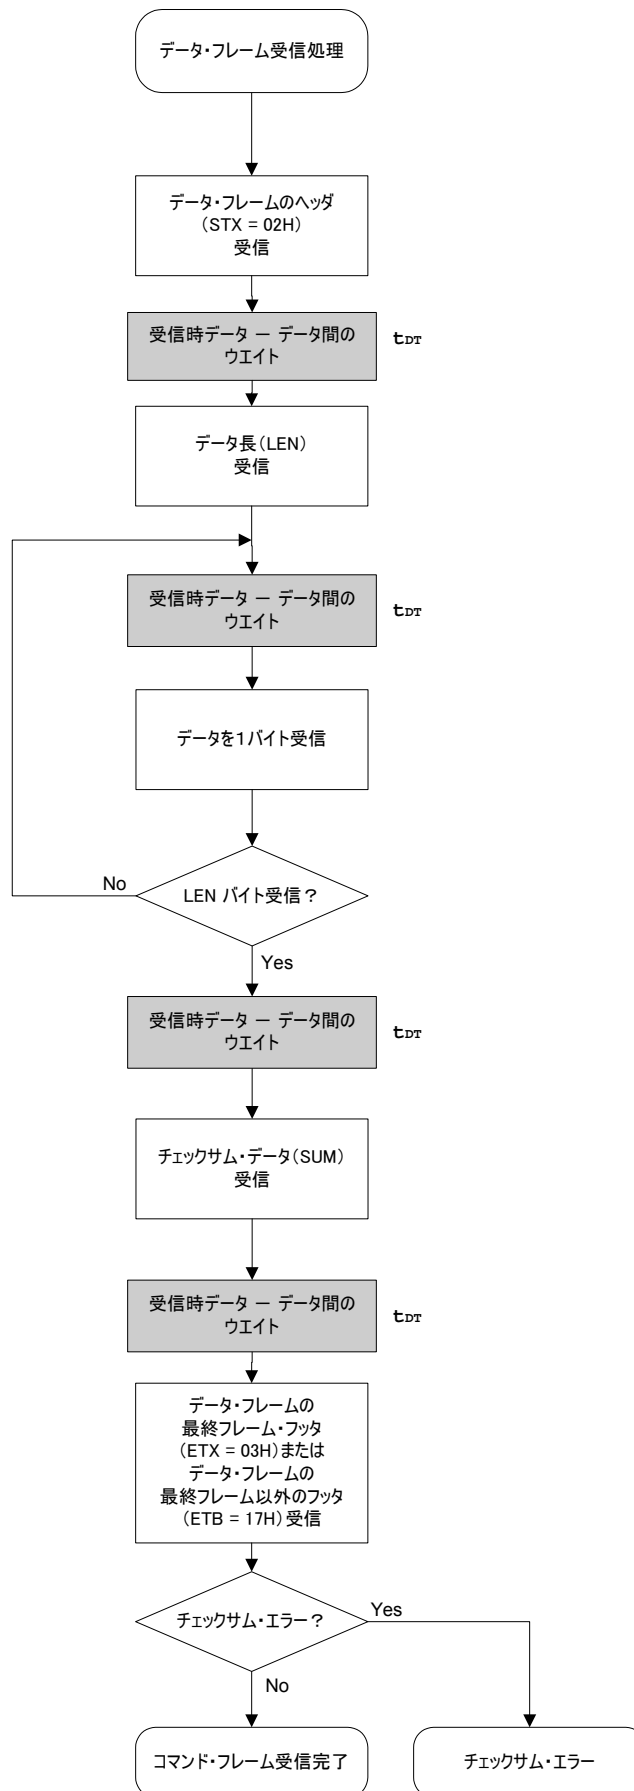 データ・フレーム受信処理
データ・フレームのヘッダ
(STX = 02H)
受信
受信時データ ― データ間の
ウエイト
tDT
データ長(LEN)
受信
受信時データ ― データ間の
ウエイト
tDT
データを1バイト受信
No
LEN バイト受信?
Yes
受信時データ ― データ間の
ウエイト
tDT
チェックサム・データ(SUM)
受信
受信時データ ― データ間の
ウエイト
tDT
データ・フレームの
最終フレーム・フッタ
(ETX = 03H)または
データ・フレームの
最終フレーム以外のフッタ
(ETB = 17H)受信
チェックサム・エラー?
Yes
No
コマンド・フレーム受信完了
チェックサム・エラー